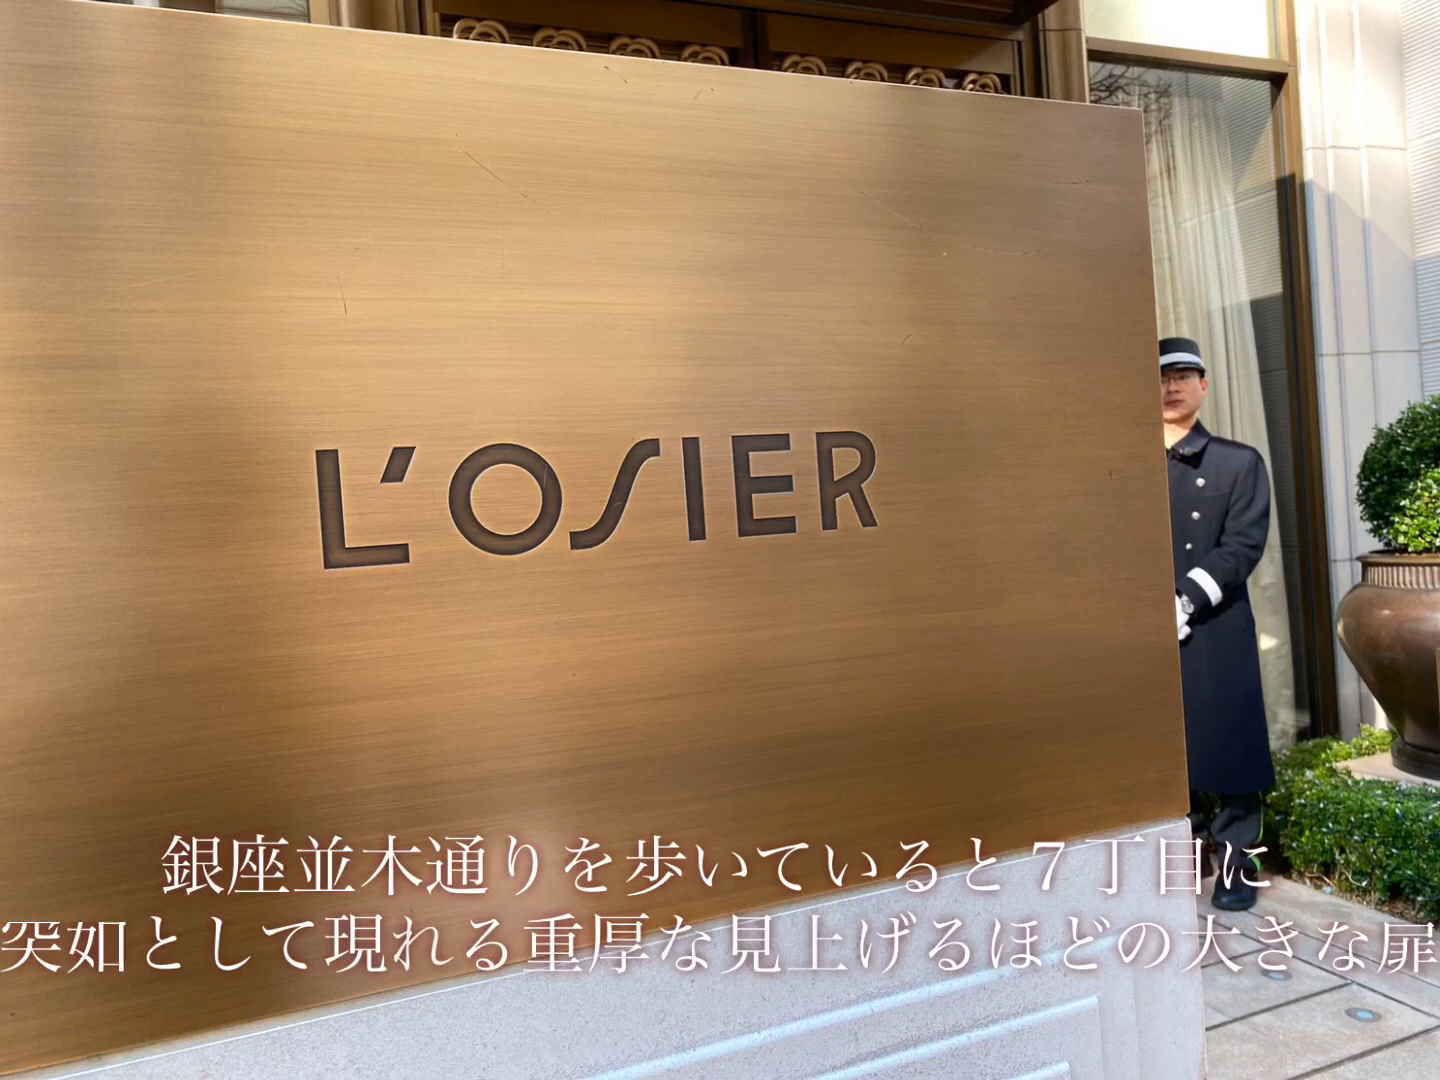 L'OSIER
銀座並木通りを歩いていると７丁目に
突如として現れる重厚な見上げるほどの大きな扉